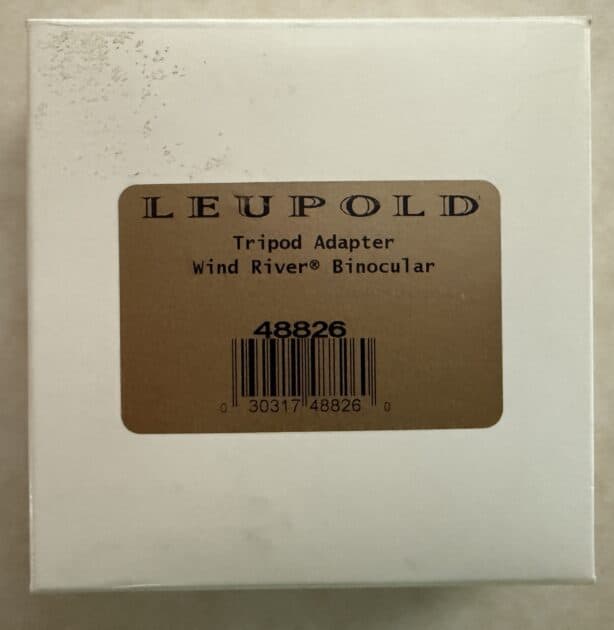 LEUPOLD
Tripod Adapter
Wind River® Binocular
48826
0 30317 48826 0